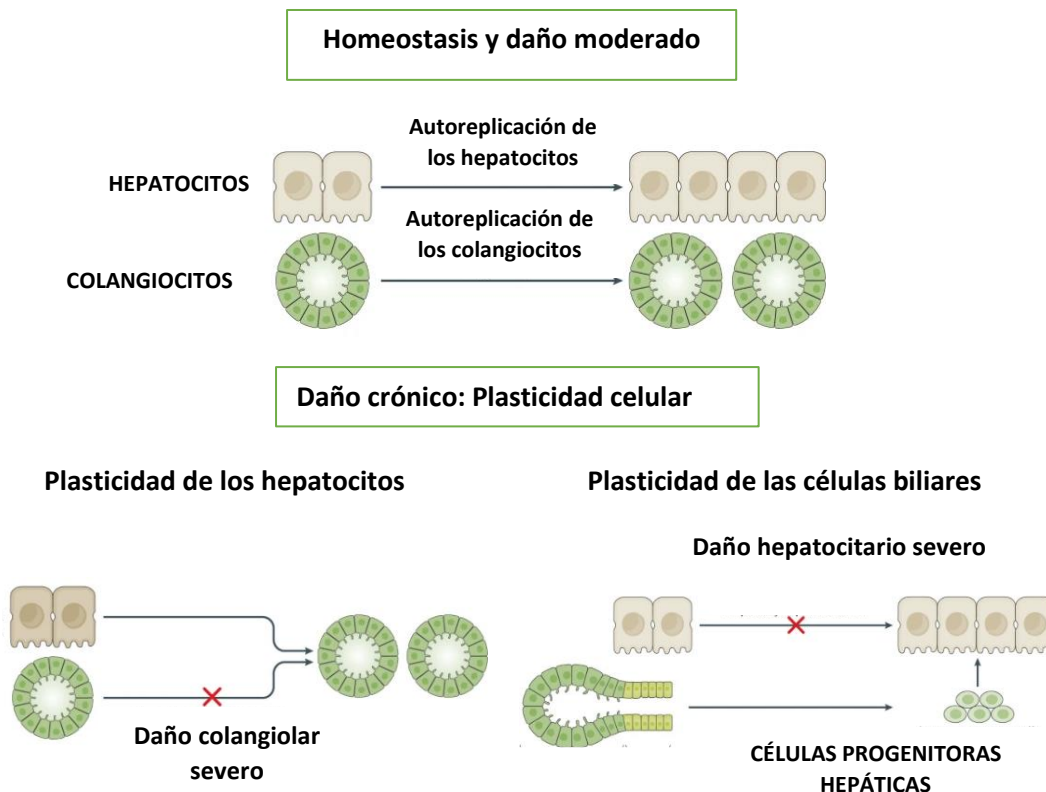 Homeostasis y daño moderado
Autoreplicación de
los hepatocitos
HEPATOCITOS
Autoreplicación de
los colangiocitos
COLANGIOCITOS
Daño crónico: Plasticidad celular
Plasticidad de los hepatocitos
Plasticidad de las células biliares
Daño hepatocitario severo
Daño colangiolar
severo
CÉLULAS PROGENITORAS
HEPÁTICAS